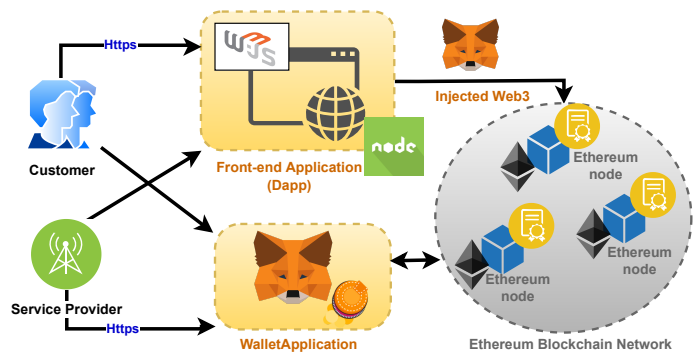 Https
W3JS
Injected Web3
node
Customer
Front-end Application
(Dapp)
Ethereum
node
Ethereum
node
Ethereum
node
Service Provider
Https
WalletApplication
Ethereum Blockchain Network